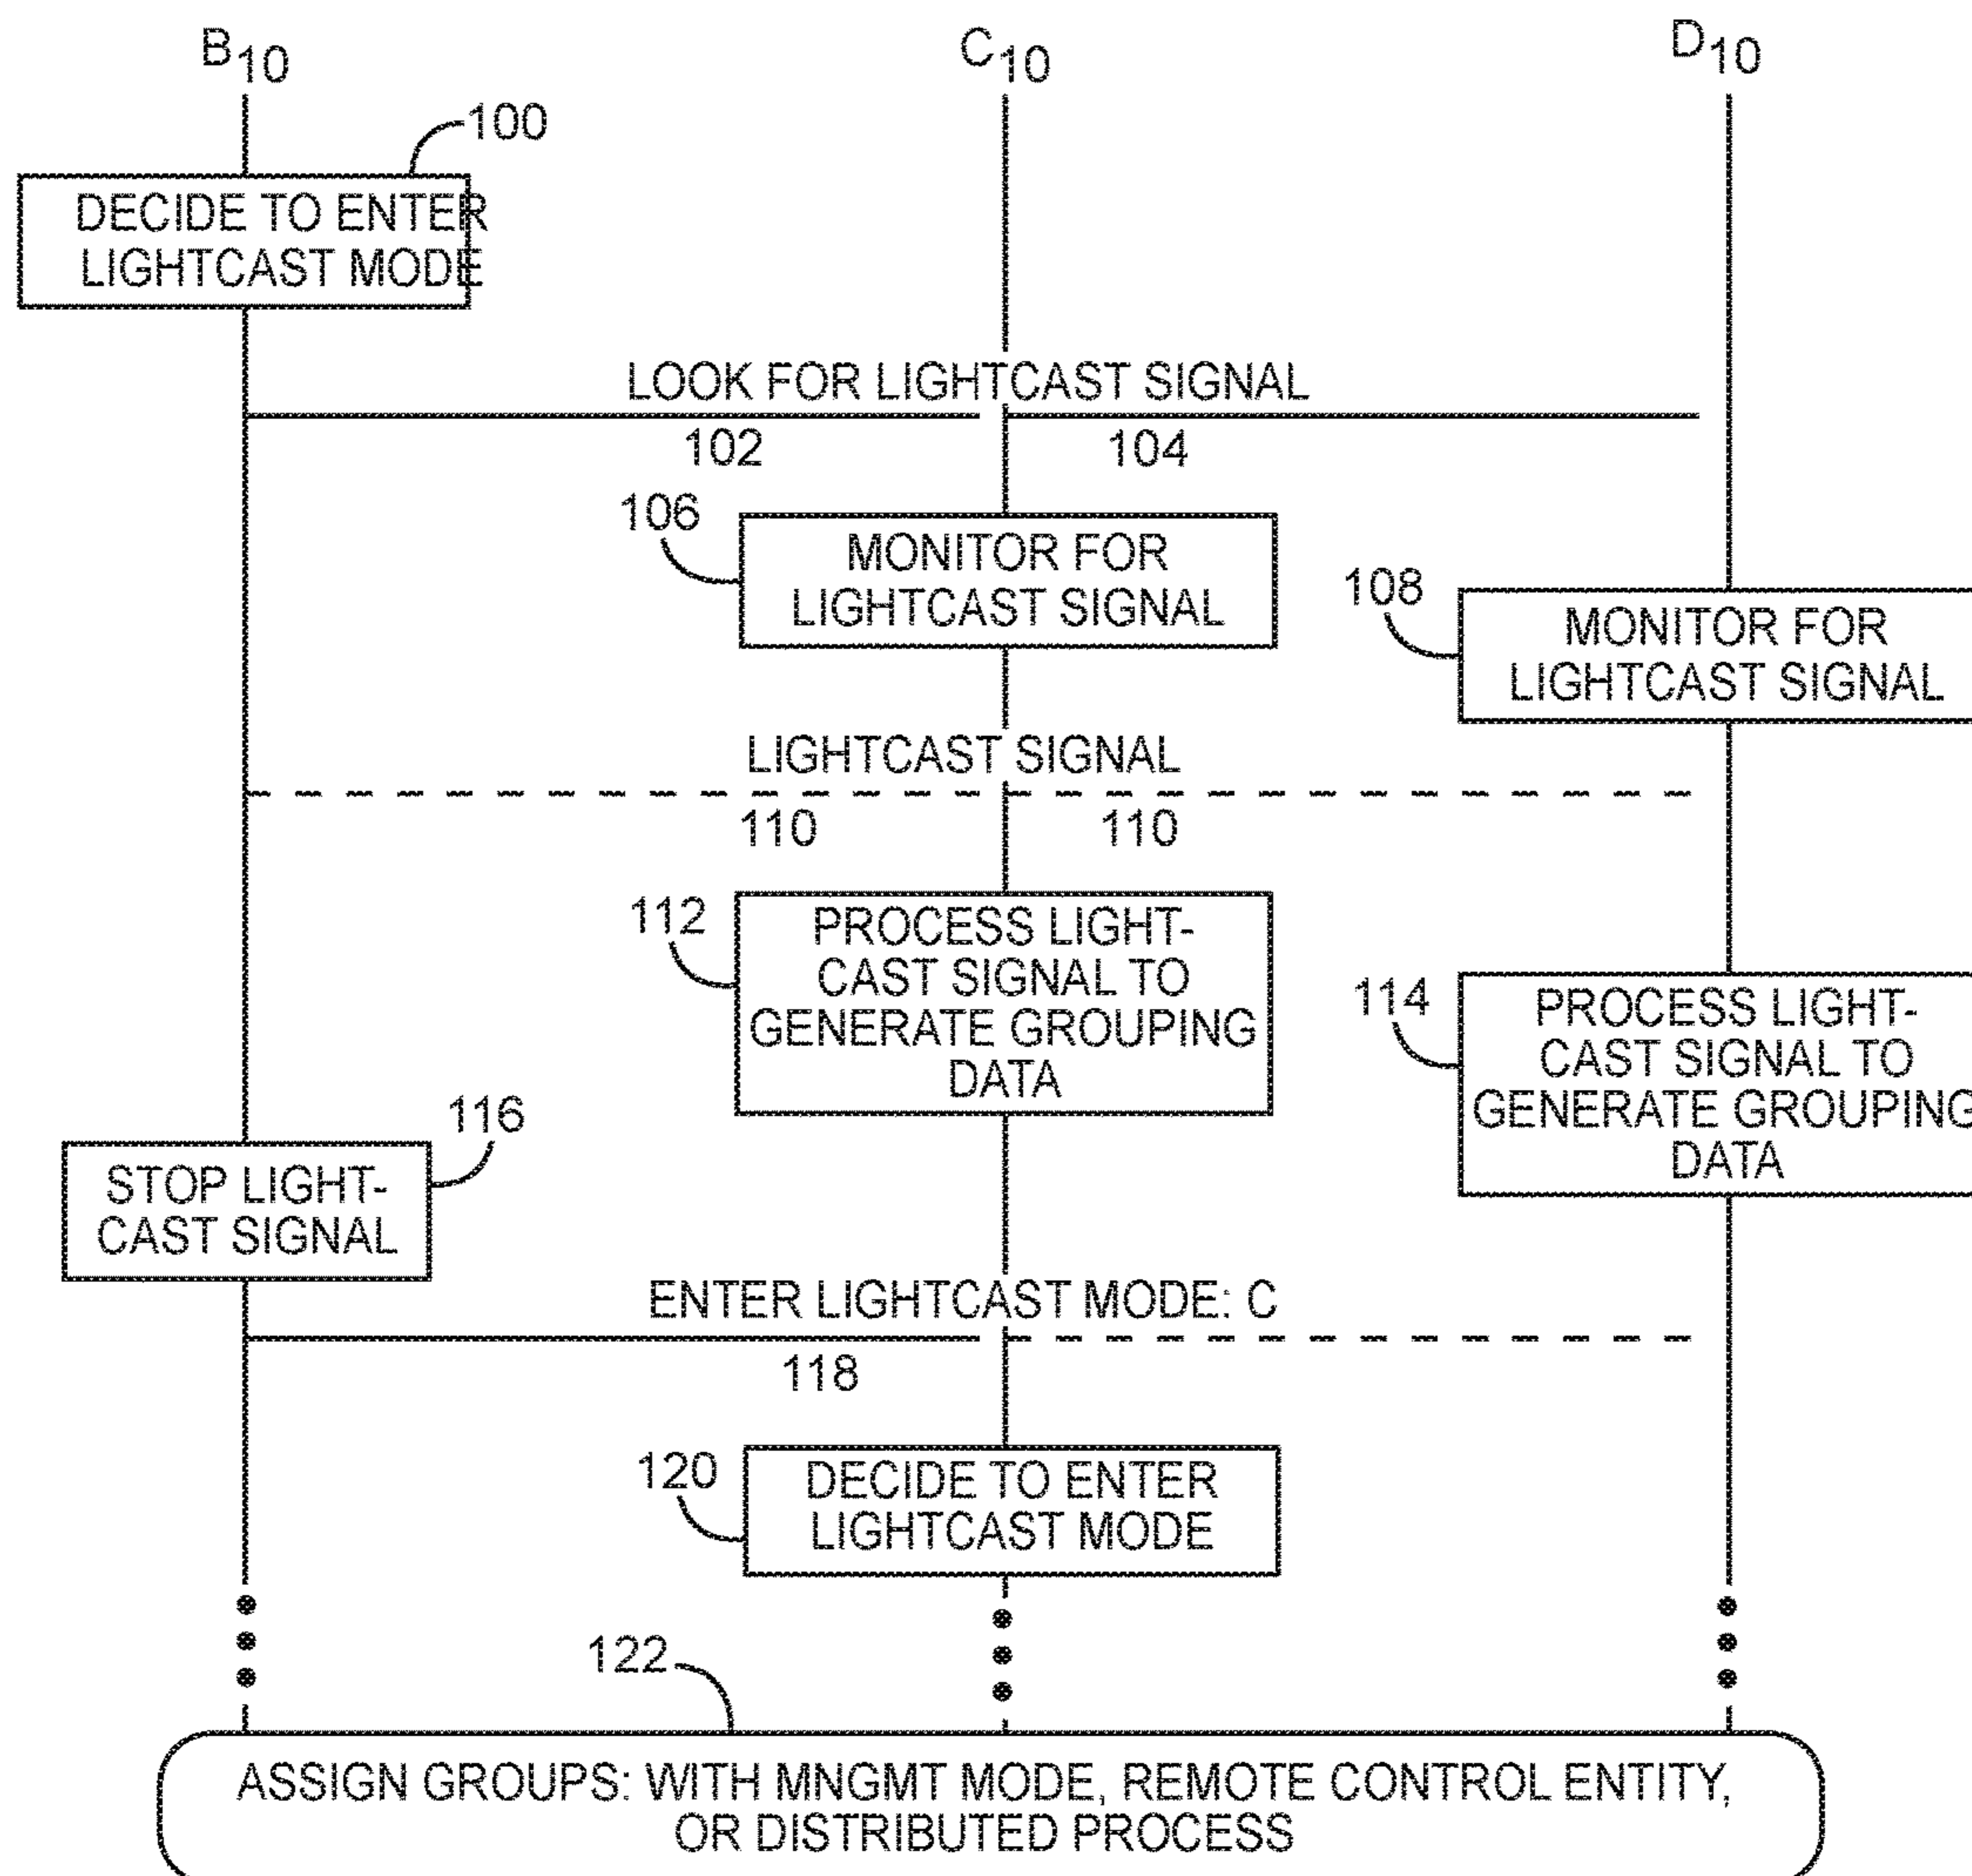 B10 C10 D10
100
DECIDE TO ENTER
LIGHTCAST MODE
LOOK FOR LIGHTCAST SIGNAL
102 104
106
MONITOR FOR
LIGHTCAST SIGNAL
108
MONITOR FOR
LIGHTCAST SIGNAL
LIGHTCAST SIGNAL
110 110
112
PROCESS LIGHT-
CAST SIGNAL TO
GENERATE GROUPING
DATA
114
PROCESS LIGHT-
CAST SIGNAL TO
GENERATE GROUPING
DATA
116
STOP LIGHT-
CAST SIGNAL
ENTER LIGHTCAST MODE: C
118
120
DECIDE TO ENTER
LIGHTCAST MODE
122
ASSIGN GROUPS: WITH MNGMT MODE, REMOTE CONTROL ENTITY,
OR DISTRIBUTED PROCESS